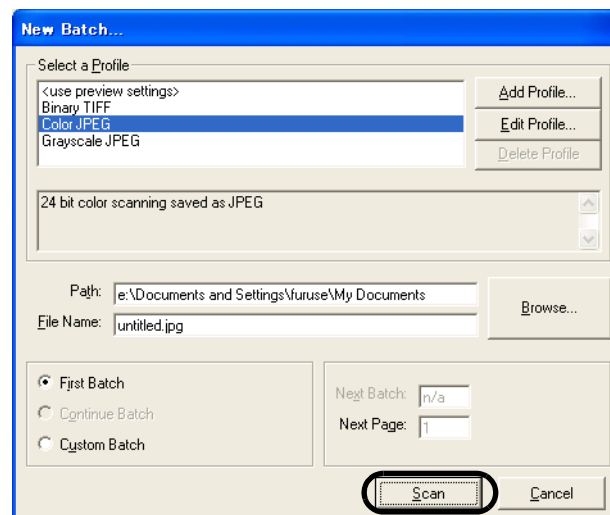 New Batch...
Select a Profile
<use preview settings>
Binary TIFF
Color JPEG
Grayscale JPEG
Add Profile...
Edit Profile...
Delete Profile
24 bit color scanning saved as JPEG
Path: e:\Documents and Settings\furuse\My Documents
File Name: untitled.jpg
Browse...
First Batch
Continue Batch
Custom Batch
Next Batch: n/a
Next Page: 1
Scan
Cancel